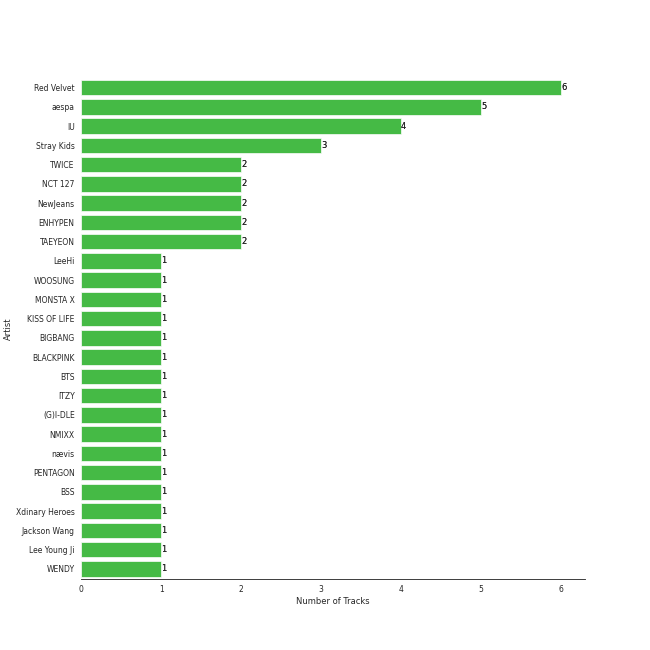 Red Velvet 6
aespa 5
IU 4
Stray Kids 3
TWICE 2
NCT 127 2
NewJeans 2
ENHYPEN 2
TAEYEON 2
LeeHi 1
WOOSUNG 1
MONSTA X 1
KISS OF LIFE 1
BIGBANG 1
BLACKPINK 1
BTS 1
ITZY 1
(G)I-DLE 1
NMIXX 1
nævis 1
PENTAGON 1
BSS 1
Xdinary Heroes 1
Jackson Wang 1
Lee Young Ji 1
WENDY 1
Artist
0 1 2 3 4 5 6
Number of Tracks